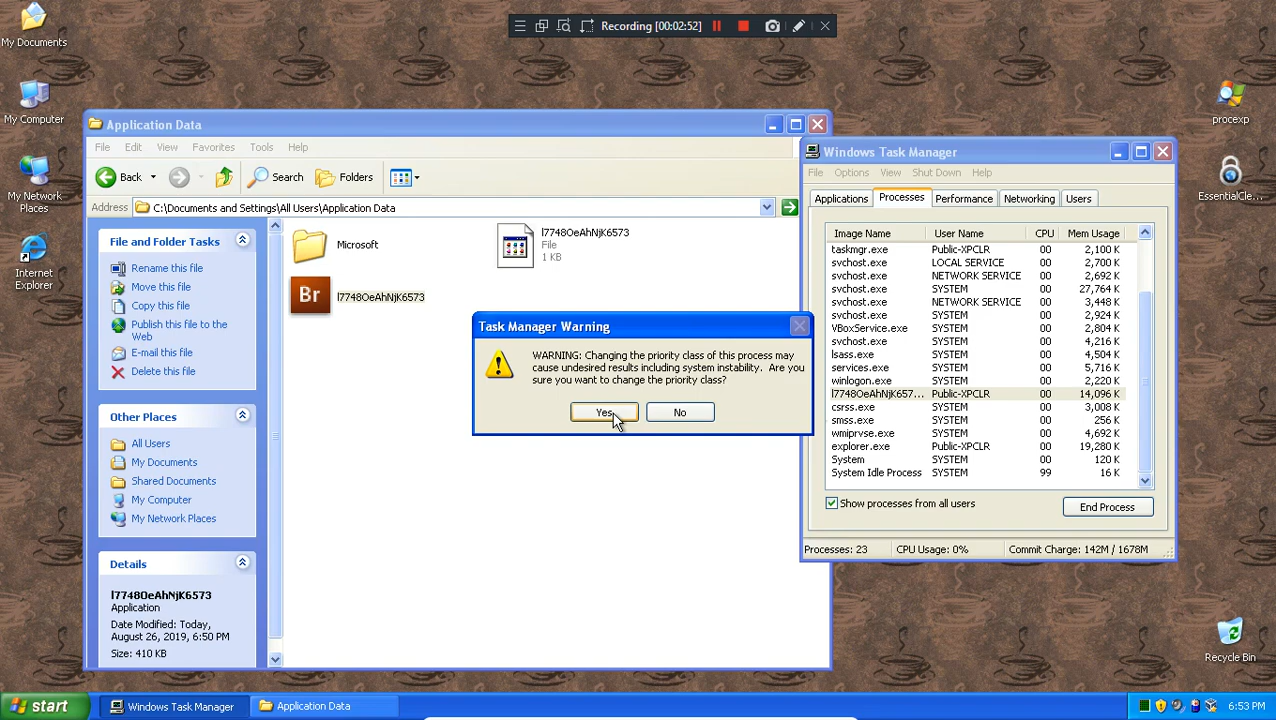 My Documents
My Computer
My Network
Places
Internet
Explorer
Recording [00:02:52]
procexp
EssentialCle...
Recycle Bin
Application Data
File Edit View Favorites Tools Help
Back Search Folders
Address C:\Documents and Settings\All Users\Application Data
File and Folder Tasks
Rename this file
Move this file
Copy this file
Publish this file to the
Web
E-mail this file
Delete this file
Other Places
All Users
My Documents
Shared Documents
My Computer
My Network Places
Details
l7748OeAhNjK6573
Application
Date Modified: Today,
August 26, 2019, 6:50 PM
Size: 410 KB
Microsoft
l7748OeAhNjK6573
File
1 KB
Br
l7748OeAhNjK6573
Task Manager Warning
WARNING: Changing the priority class of this process may
cause undesired results including system instability. Are you
sure you want to change the priority class?
Yes No
Windows Task Manager
File Options View Shut Down Help
Applications Processes Performance Networking Users
Image Name User Name CPU Mem Usage
taskmgr.exe Public-XPCLR 00 2,100 K
svchost.exe LOCAL SERVICE 00 2,700 K
svchost.exe NETWORK SERVICE 00 2,692 K
svchost.exe SYSTEM 00 27,764 K
svchost.exe NETWORK SERVICE 00 3,448 K
svchost.exe SYSTEM 00 2,924 K
VBoxService.exe SYSTEM 00 2,804 K
svchost.exe SYSTEM 00 4,216 K
lsass.exe SYSTEM 00 4,504 K
services.exe SYSTEM 00 5,716 K
winlogon.exe SYSTEM 00 2,220 K
l7748OeAhNjK657... Public-XPCLR 00 14,096 K
csrss.exe SYSTEM 00 3,008 K
smss.exe SYSTEM 00 256 K
wmiprvse.exe SYSTEM 00 4,692 K
explorer.exe Public-XPCLR 00 19,280 K
System SYSTEM 00 120 K
System Idle Process SYSTEM 99 16 K
Show processes from all users
End Process
Processes: 23 CPU Usage: 0% Commit Charge: 142M / 1678M
start Windows Task Manager Application Data 6:53 PM